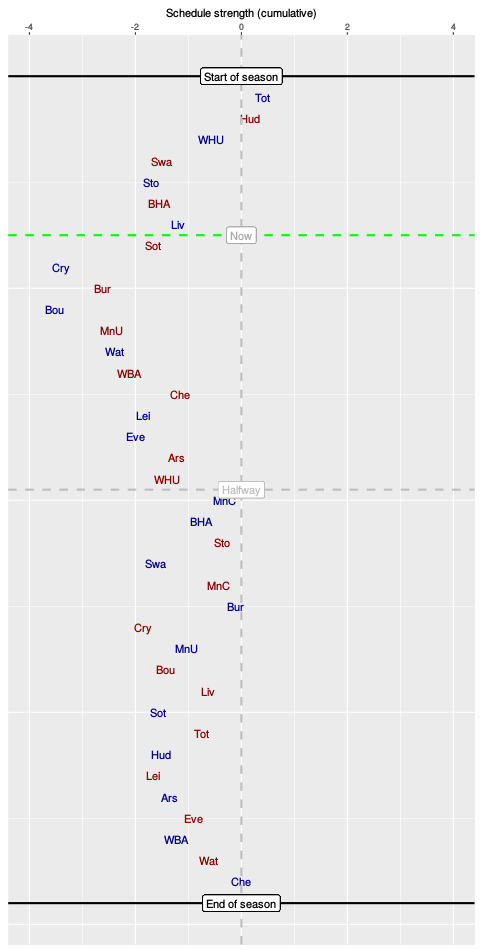 Schedule strength (cumulative)
-4 -2 0 2 4
Start of season
Tot
Hud
WHU
Swa
Sto
BHA
Liv
Now
Sot
Cry
Bur
Bou
MnU
Wat
WBA
Che
Lei
Eve
Ars
WHU
Halfway
MnC
BHA
Sto
Swa
MnC
Bur
Cry
MnU
Bou
Liv
Sot
Tot
Hud
Lei
Ars
Eve
WBA
Wat
Che
End of season